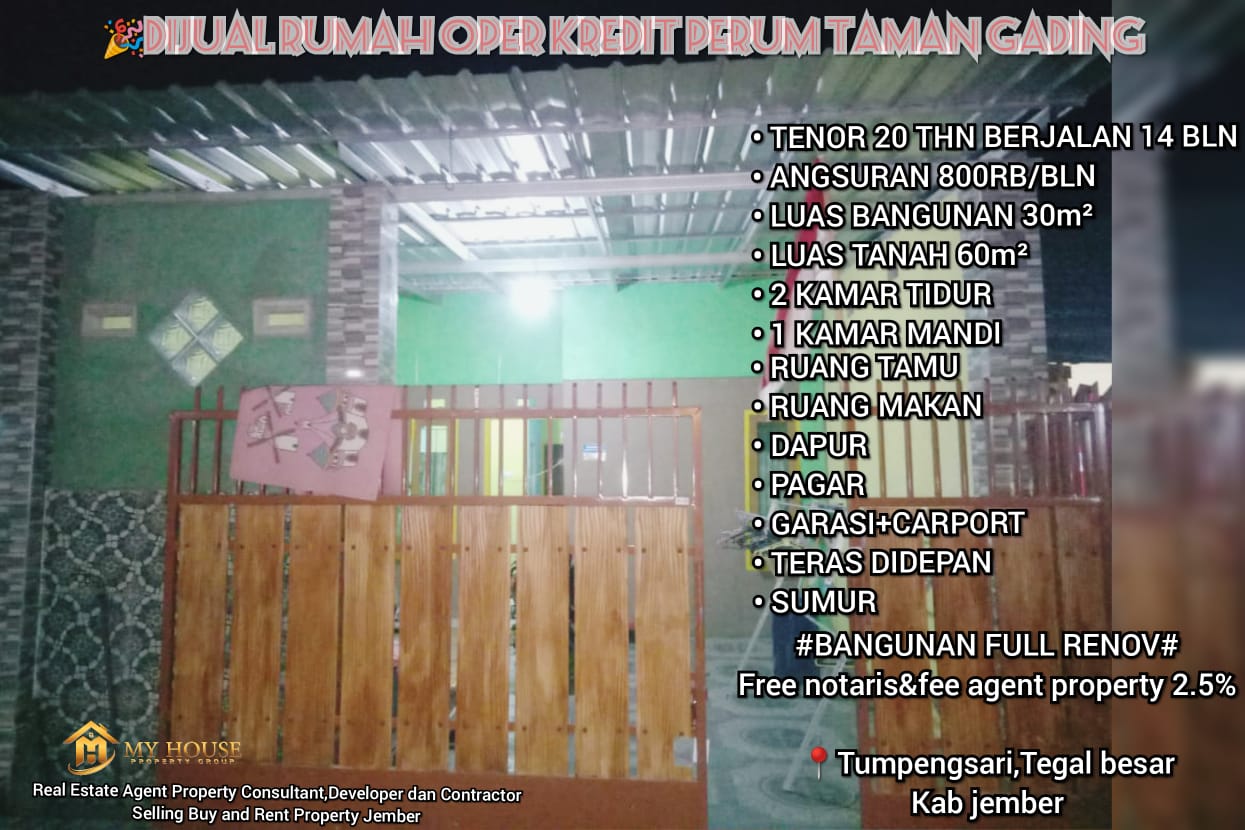 🎉DIJUAL RUMAH OPER KREDIT PERUM TAMAN GADING
• TENOR 20 THN BERJALAN 14 BLN
• ANGSURAN 800RB/BLN
• LUAS BANGUNAN 30m²
• LUAS TANAH 60m²
• 2 KAMAR TIDUR
• 1 KAMAR MANDI
• RUANG TAMU
• RUANG MAKAN
• DAPUR
• PAGAR
• GARASI+CARPORT
• TERAS DIDEPAN
• SUMUR
#BANGUNAN FULL RENOV#
Free notaris&fee agent property 2.5%
📍Tumpengsari,Tegal besar
Kab jember
MY HOUSE
PROPERTY GROUP
Real Estate Agent Property Consultant,Developer dan Contractor
Selling Buy and Rent Property Jember